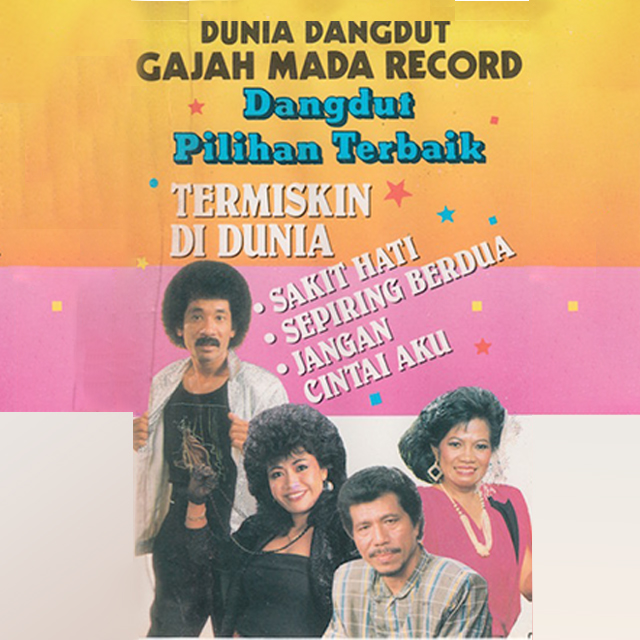 DUNIA DANGDUT
GAJAH MADA RECORD
Dangdut
Pilihan Terbaik
TERMISKIN
DI DUNIA
• SAKIT HATI
• SEPIRING BERDUA
• JANGAN
CINTAI AKU